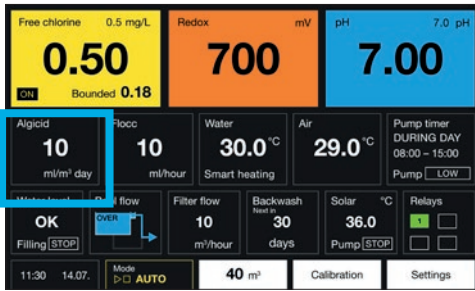 Free chlorine 0.5 mg/L
0.50
ON Bounded 0.18
Redox mV
700
pH 7.0 pH
7.00
Algicid
10
ml/m³ day
Flocc
10
ml/hour
Water
30.0°C
Smart heating
Air
29.0°C
Pump timer
DURING DAY
08:00 – 15:00
Pump LOW
Water level
OK
Filling STOP
flow
OVER
Filter flow
10
m³/hour
Backwash
Next in
30
days
Solar °C
36.0
Pump STOP
Relays
1
11:30 14.07.
Mode
AUTO
40 m³
Calibration
Settings